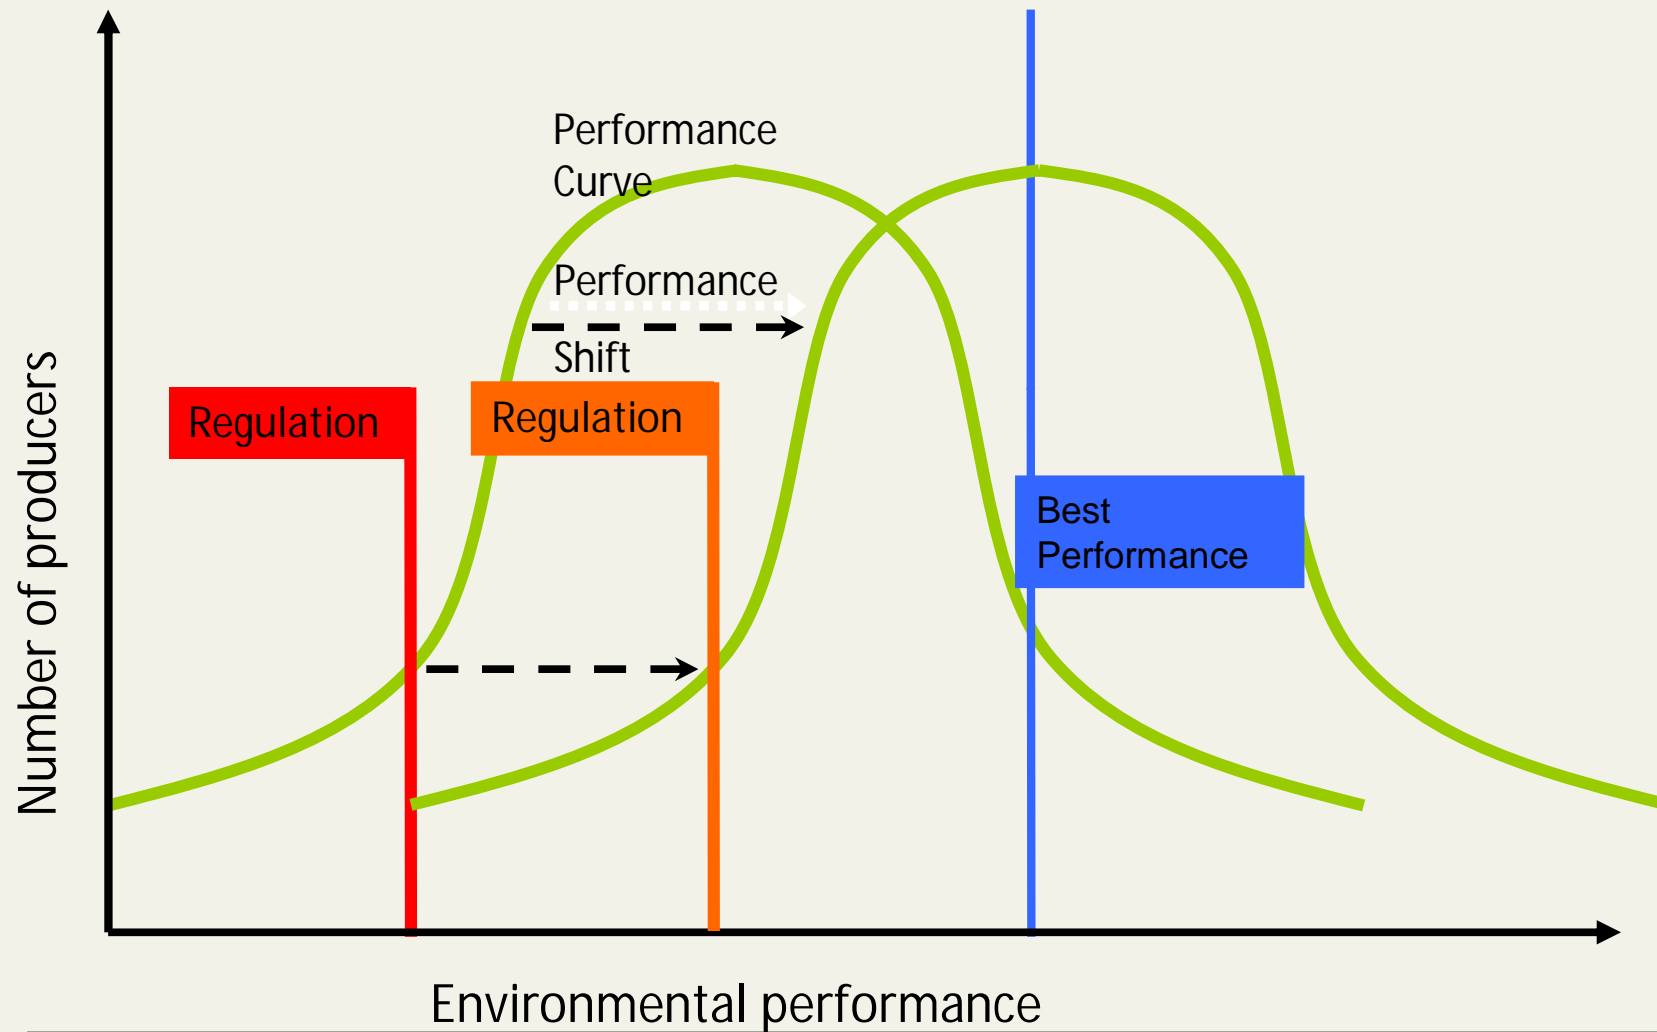 Performance
Curve
Performance
Shift
Regulation
Regulation
Best
Performance
Number of producers
Environmental performance